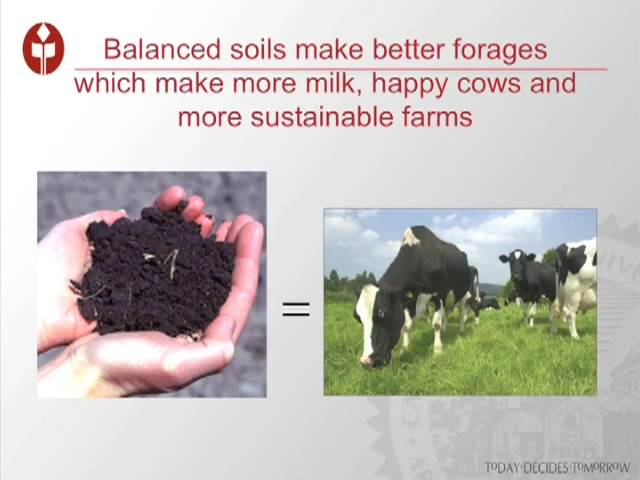 Balanced soils make better forages
which make more milk, happy cows and
more sustainable farms
=
TODAY·DECIDES·TOMORROW